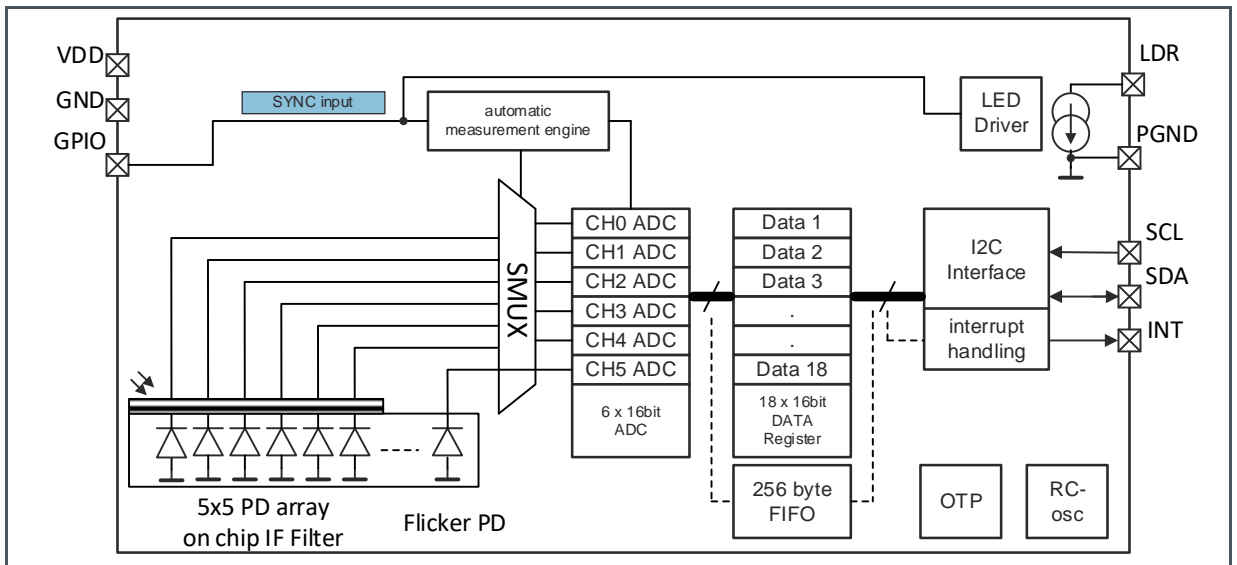 VDD
GND
GPIO
SYNC input
automatic
measurement engine
LED
Driver
LDR
PGND
SMUX
CH0 ADC
CH1 ADC
CH2 ADC
CH3 ADC
CH4 ADC
CH5 ADC
6 x 16bit
ADC
Data 1
Data 2
Data 3
.
.
Data 18
18 x 16bit
DATA
Register
256 byte
FIFO
I2C
Interface
interrupt
handling
SCL
SDA
INT
OTP
RC-
osc
5x5 PD array
on chip IF Filter
Flicker PD